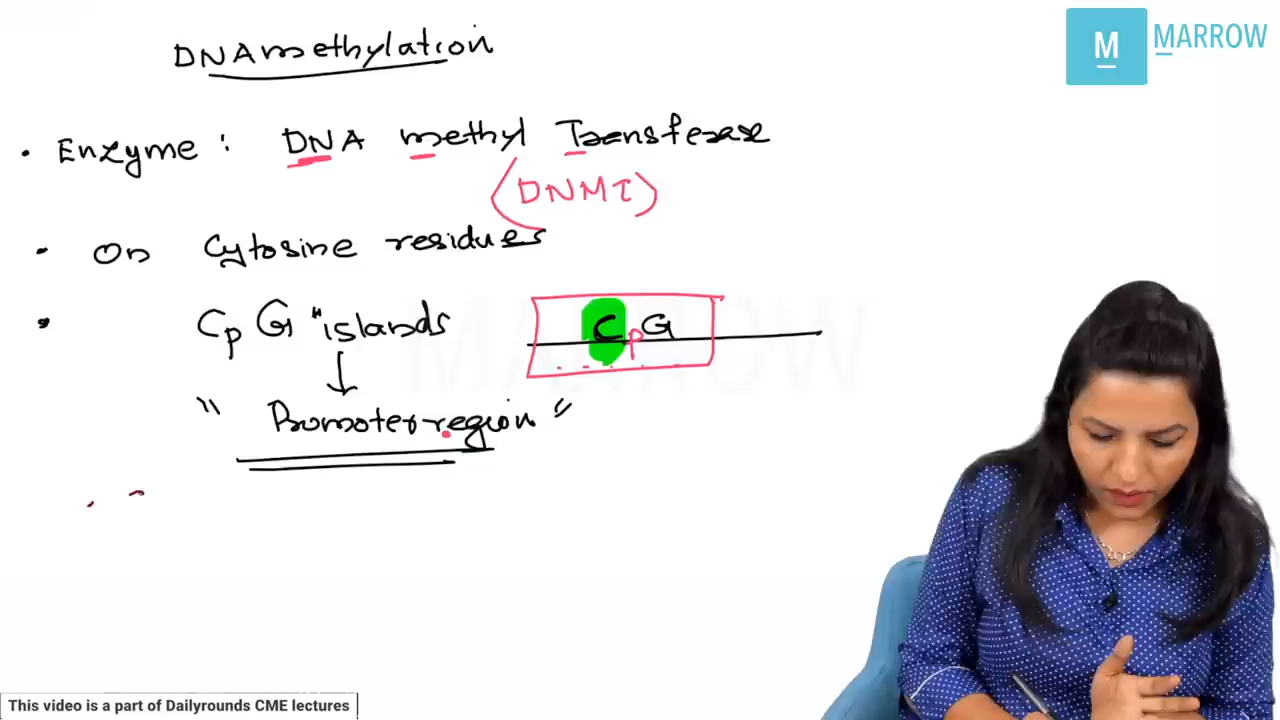 DNA methylation
M MARROW
• Enzyme : DNA methyl Transferase
(DNMT)
• On Cytosine residues
• CpG "islands
CpG
" Promoter region "
MARROW
This video is a part of Dailyrounds CME lectures